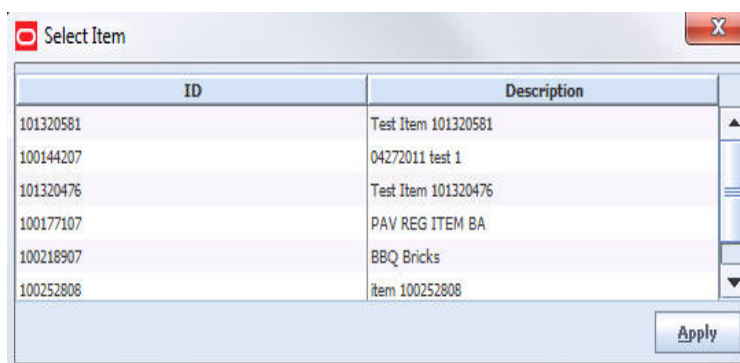 Select Item
X
ID Description
101320581 Test Item 101320581
100144207 04272011 test 1
101320476 Test Item 101320476
100177107 PAV REG ITEM BA
100218907 BBQ Bricks
100252808 item 100252808
Apply